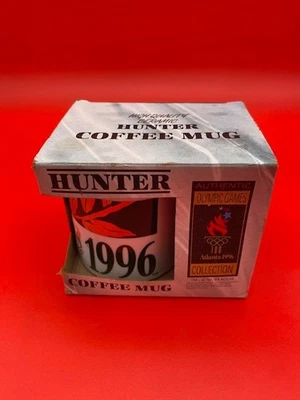 HIGH QUALITY
CERAMIC
HUNTER
COFFEE MUG
HUNTER
1996
COFFEE MUG
AUTHENTIC
OLYMPIC GAMES
Atlanta 1996
COLLECTION